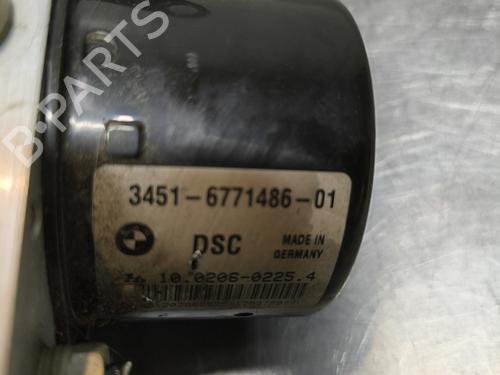 B-PARTS
3451-6771486-01
DSC
MADE IN
GERMANY
10.0206-0225.4